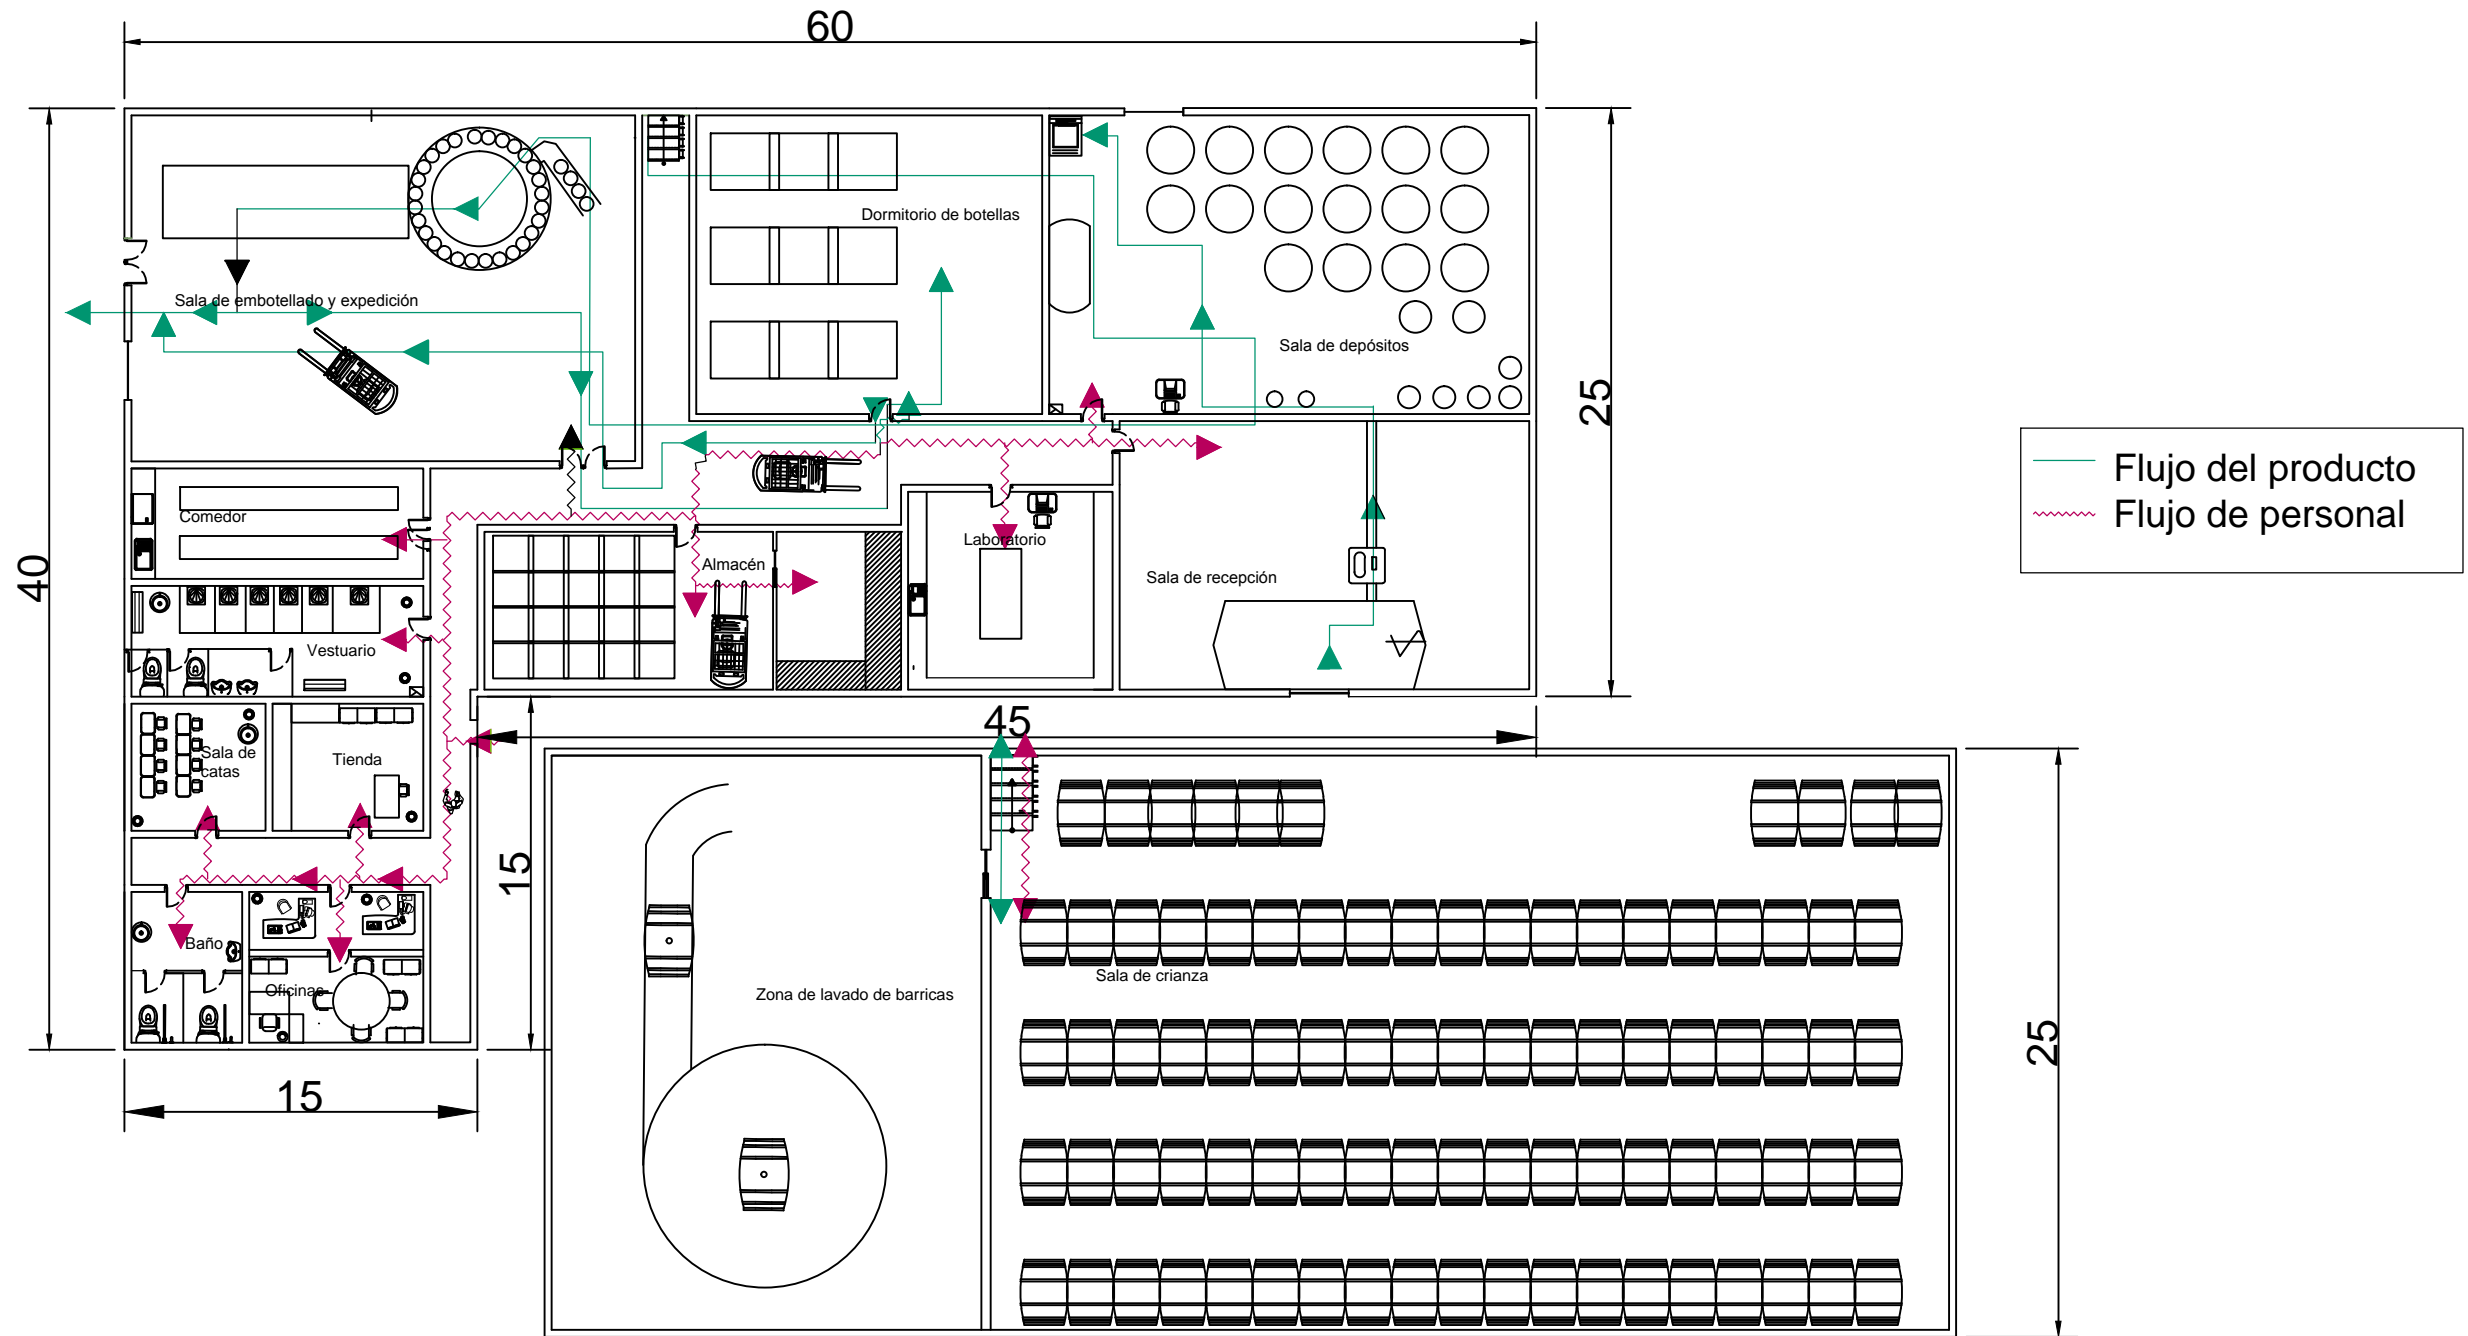 60
Dormitorio de botellas
Sala de embotellado y expedición
Sala de depósitos
25
Flujo del producto
Flujo de personal
40
Comedor
Almacén
Laboratorio
Sala de recepción
Vestuario
45
Sala de
catas
Tienda
15
Baño
Oficinas
Zona de lavado de barricas
Sala de crianza
25
15